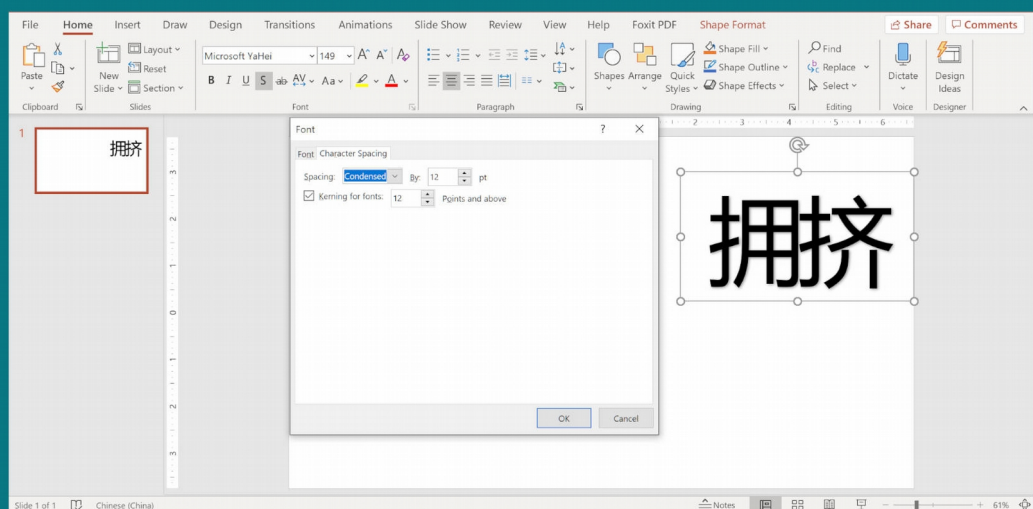 File Home Insert Draw Design Transitions Animations Slide Show Review View Help Foxit PDF Shape Format Share Comments
Paste
New Slide
Layout
Reset
Section
Microsoft YaHei 149
B I U S ab AV Aa A
Shapes Arrange Quick Styles
Shape Fill
Shape Outline
Shape Effects
Find
Replace
Select
Dictate
Design Ideas
Clipboard Slides Font Paragraph Drawing Editing Voice Designer
1
拥挤
Font ? ×
Font Character Spacing
Spacing: Condensed By: 12 pt
Kerning for fonts: 12 Points and above
OK Cancel
拥挤
Slide 1 of 1 Chinese (China) Notes 61%